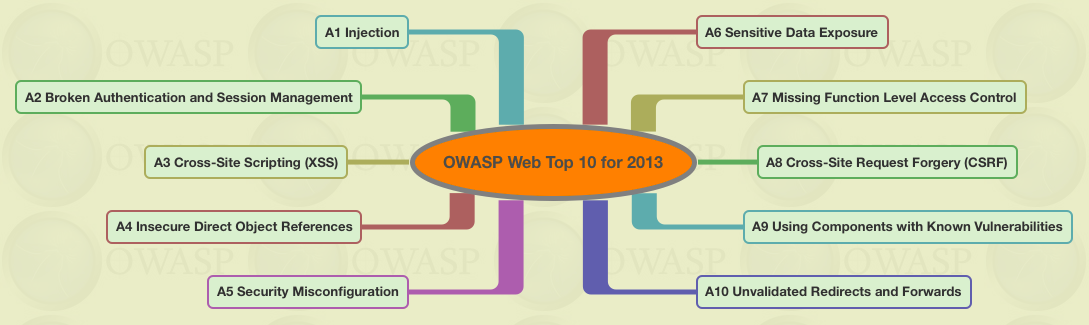 A1 Injection
A2 Broken Authentication and Session Management
A3 Cross-Site Scripting (XSS)
A4 Insecure Direct Object References
A5 Security Misconfiguration
OWASP Web Top 10 for 2013
A6 Sensitive Data Exposure
A7 Missing Function Level Access Control
A8 Cross-Site Request Forgery (CSRF)
A9 Using Components with Known Vulnerabilities
A10 Unvalidated Redirects and Forwards
OWASP
OWASP
OWASP
OWASP
OWASP
OWASP